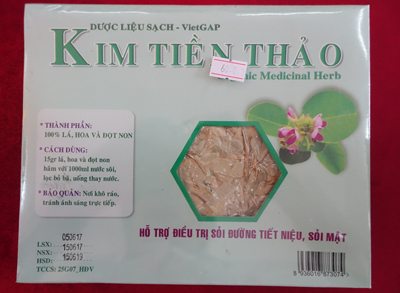 DƯỢC LIỆU SẠCH - VietGAP
KIM TIỀN THẢO
Medicinal Herb
* THÀNH PHẦN:
100% LÁ, HOA VÀ ĐỌT NON
* CÁCH DÙNG:
15gr lá, hoa và đọt non
hãm với 1000ml nước sôi,
lọc bỏ bã, uống thay nước.
* BẢO QUẢN: Nơi khô ráo,
tránh ánh sáng trực tiếp.
HỖ TRỢ ĐIỀU TRỊ SỎI ĐƯỜNG TIẾT NIỆU, SỎI MẬT
LSX: 050617
NSX: 150617
HSD: 150619
TCCS: 25G07_HDV